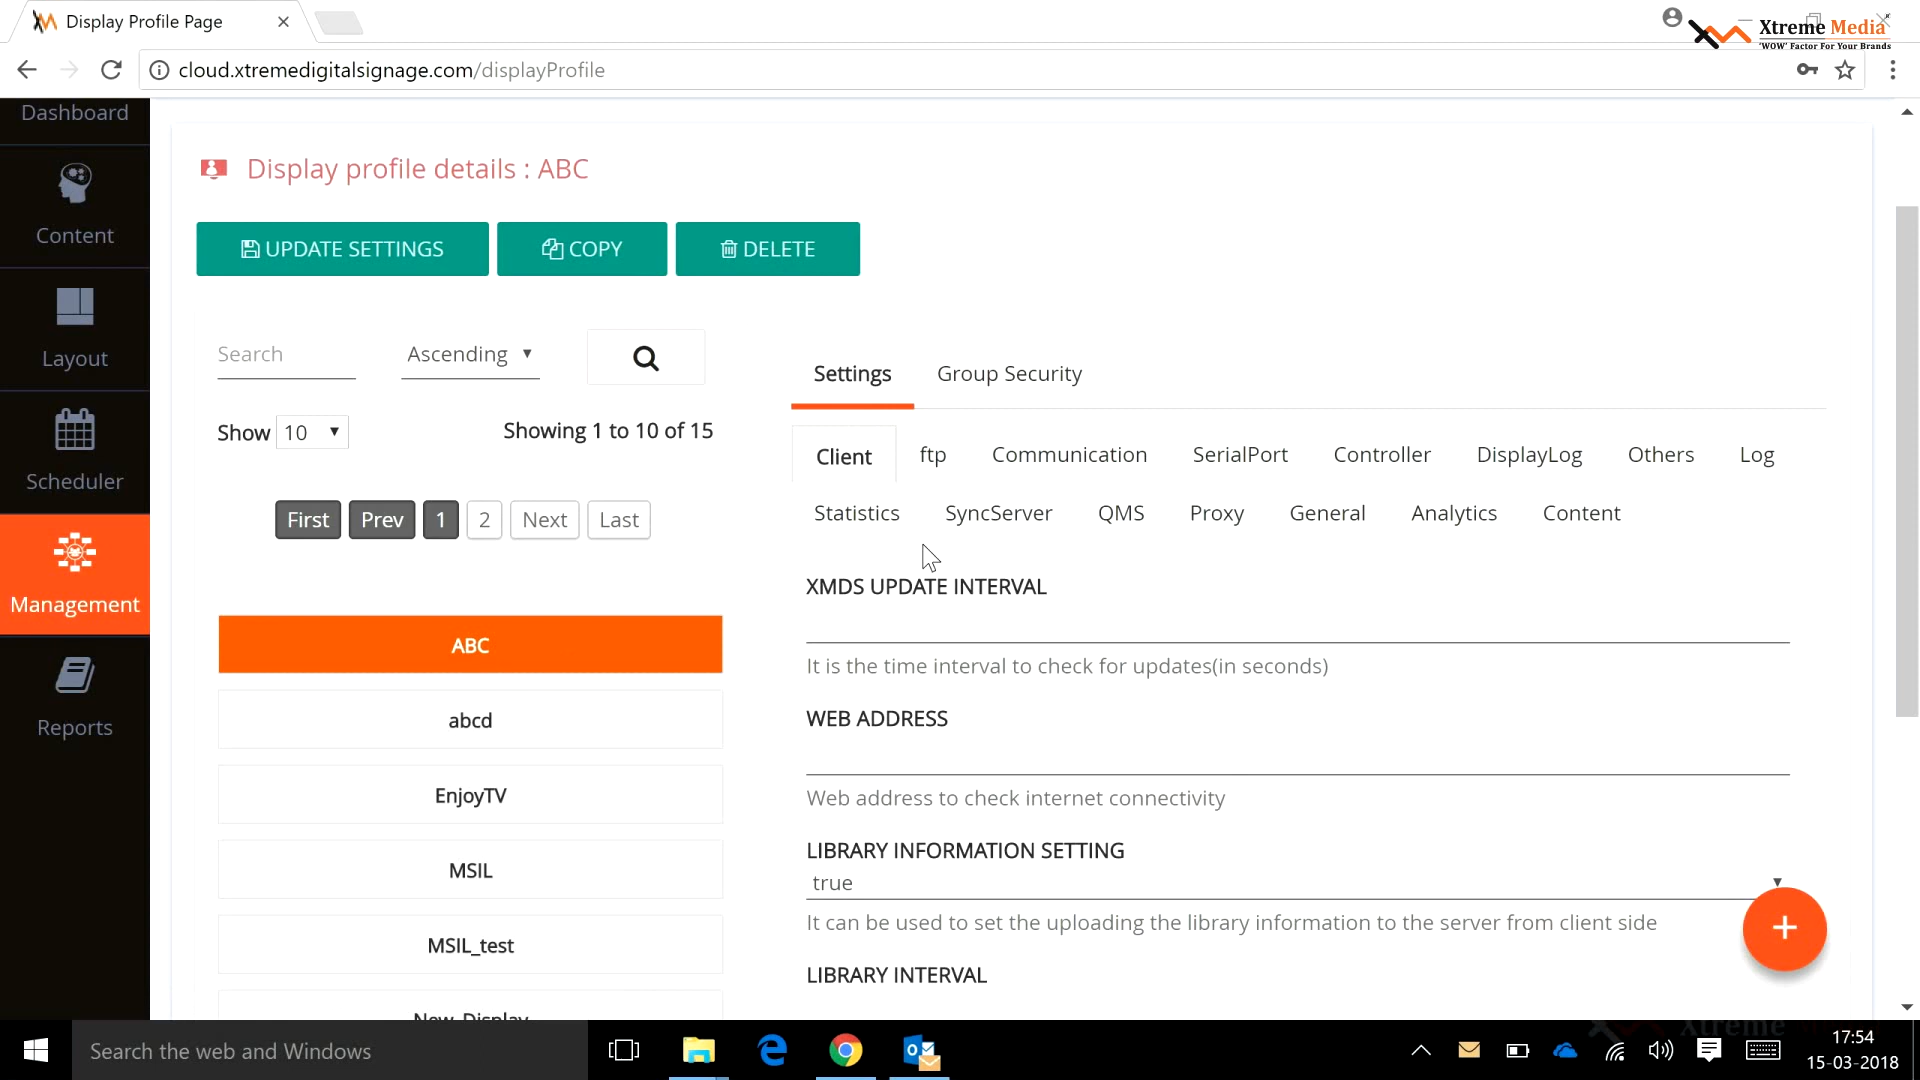 Display Profile Page
Xtreme Media
'WOW' Factor For Your Brands
cloud.xtremedigitalsignage.com/displayProfile
Dashboard
Content
Layout
Scheduler
Management
Reports
Display profile details : ABC
UPDATE SETTINGS
COPY
DELETE
Search
Ascending
Show 10
Showing 1 to 10 of 15
First Prev 1 2 Next Last
ABC
abcd
EnjoyTV
MSIL
MSIL_test
New_Display
Settings Group Security
Client ftp Communication SerialPort Controller DisplayLog Others Log
Statistics SyncServer QMS Proxy General Analytics Content
XMDS UPDATE INTERVAL
It is the time interval to check for updates(in seconds)
WEB ADDRESS
Web address to check internet connectivity
LIBRARY INFORMATION SETTING
true
It can be used to set the uploading the library information to the server from client side
LIBRARY INTERVAL
+
Search the web and Windows
Xtreme
17:54
15-03-2018